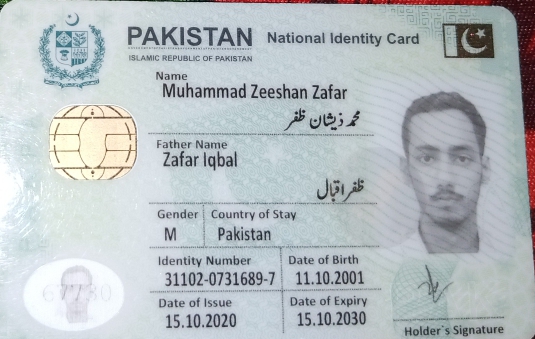 PAKISTAN National Identity Card
ISLAMIC REPUBLIC OF PAKISTAN
Name
Muhammad Zeeshan Zafar
محمد ذیشان ظفر
Father Name
Zafar Iqbal
ظفر اقبال
Gender Country of Stay
M Pakistan
Identity Number Date of Birth
31102-0731689-7 11.10.2001
Date of Issue Date of Expiry
15.10.2020 15.10.2030
Holder`s Signature